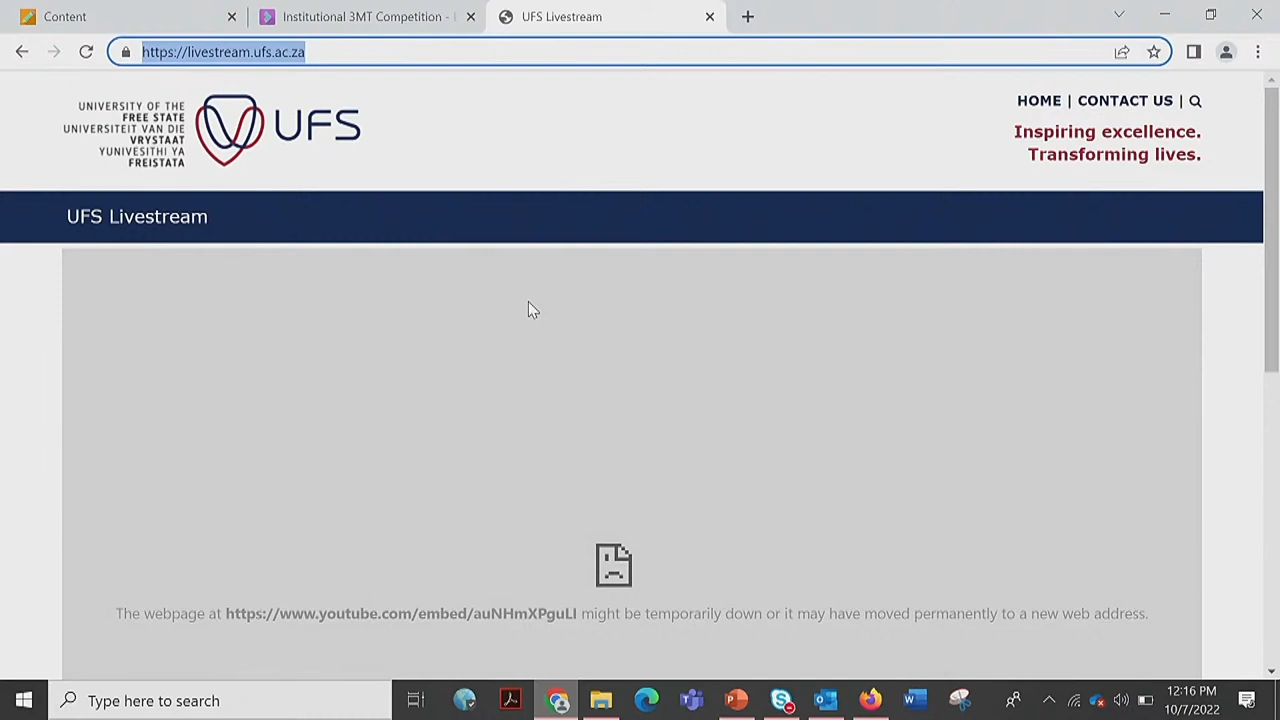 Content
Institutional 3MT Competition -
UFS Livestream
https://livestream.ufs.ac.za
UNIVERSITY OF THE
FREE STATE
UNIVERSITEIT VAN DIE
VRYSTAAT
YUNIVESITHI YA
FREISTATA
UFS
HOME | CONTACT US |
Inspiring excellence.
Transforming lives.
UFS Livestream
The webpage at https://www.youtube.com/embed/auNHmXPguLI might be temporarily down or it may have moved permanently to a new web address.
Type here to search
12:16 PM
10/7/2022